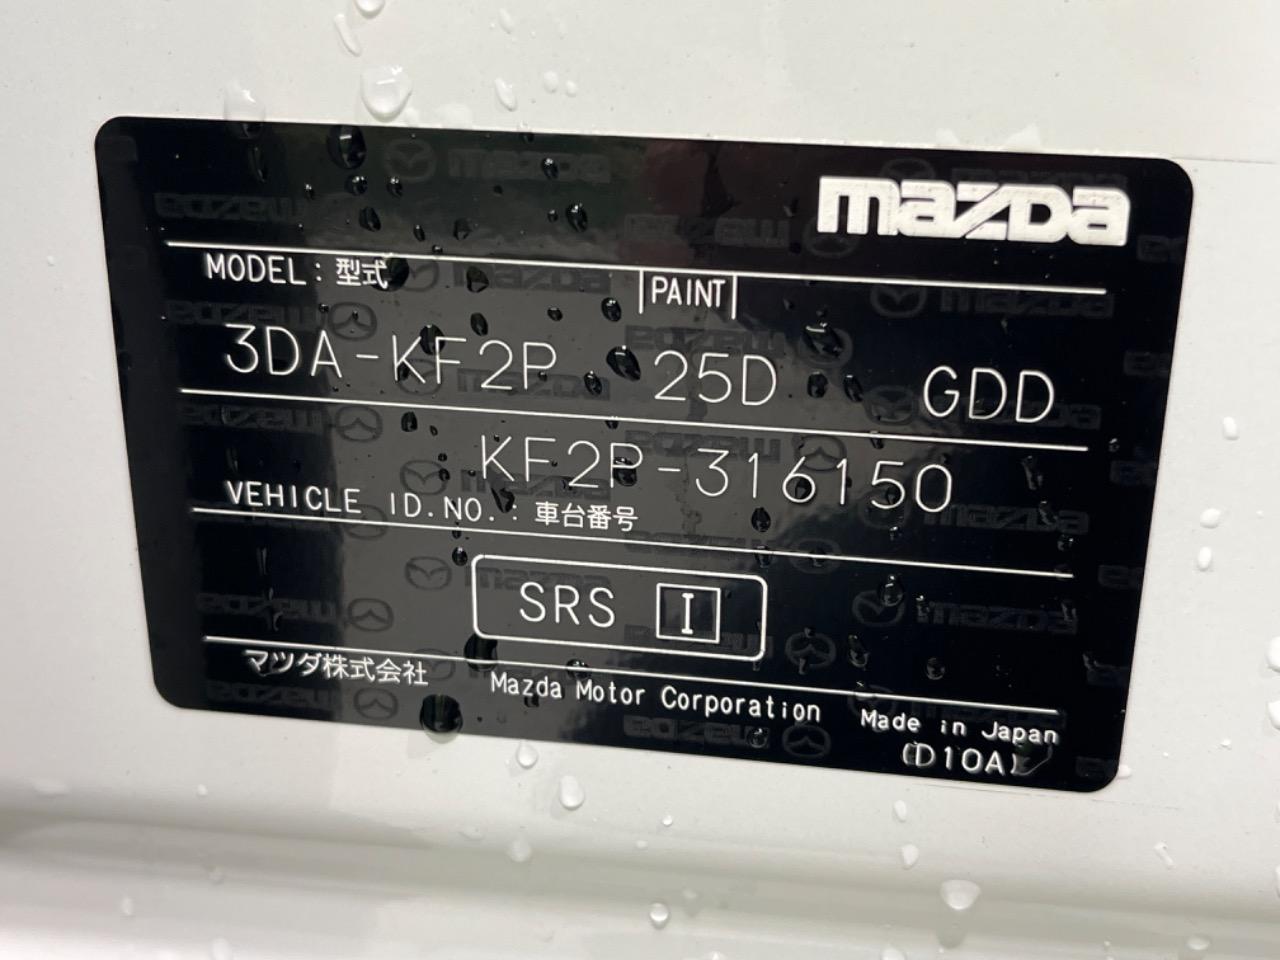 mazda
MODEL : 型式 PAINT
3DA-KF2P 25D GDD
KF2P-316150
VEHICLE ID.NO. : 車台番号
SRS I
マツダ株式会社 Mazda Motor Corporation Made in Japan
(D10A)